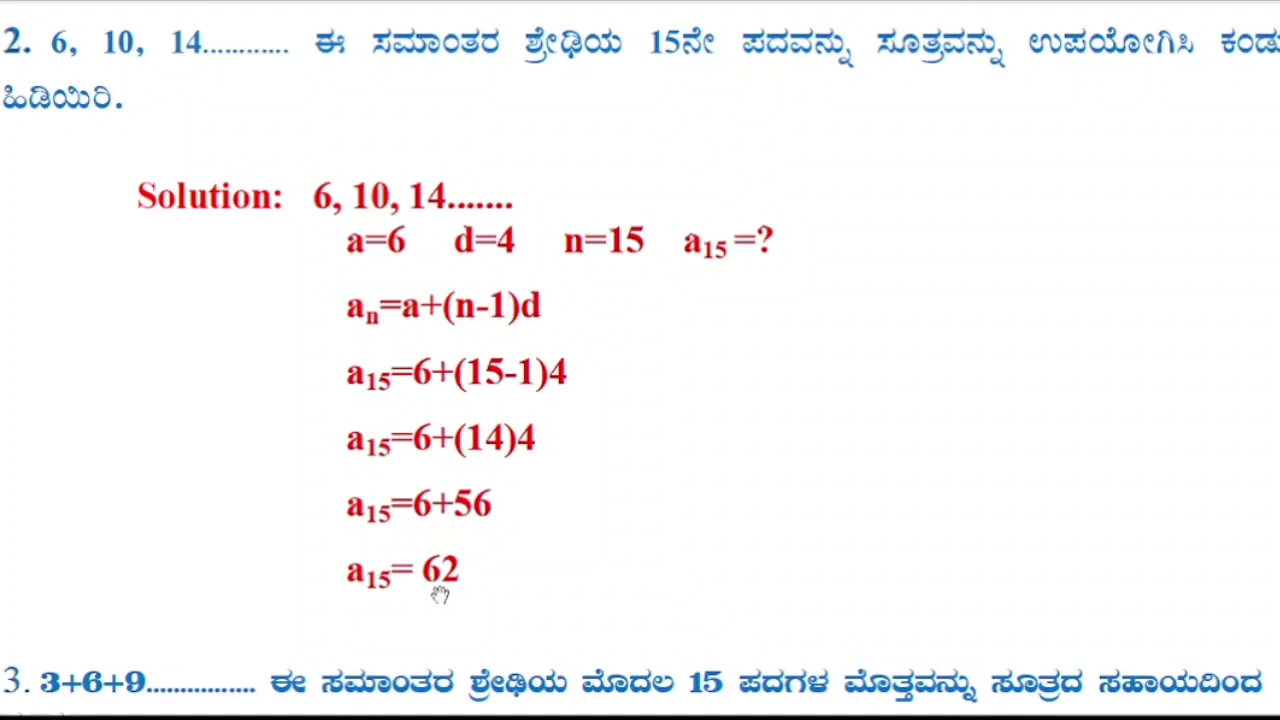 2. 6, 10, 14............ ಈ ಸಮಾಂತರ ಶ್ರೇಢಿಯ 15ನೇ ಪದವನ್ನು ಸೂತ್ರವನ್ನು ಉಪಯೋಗಿಸಿ ಕಂಡು
ಹಿಡಿಯಿರಿ.
Solution: 6, 10, 14.......
a=6 d=4 n=15 a₁₅ =?
aₙ=a+(n-1)d
a₁₅=6+(15-1)4
a₁₅=6+(14)4
a₁₅=6+56
a₁₅= 62
3. 3+6+9................ ಈ ಸಮಾಂತರ ಶ್ರೇಢಿಯ ಮೊದಲ 15 ಪದಗಳ ಮೊತ್ತವನ್ನು ಸೂತ್ರದ ಸಹಾಯದಿಂದ